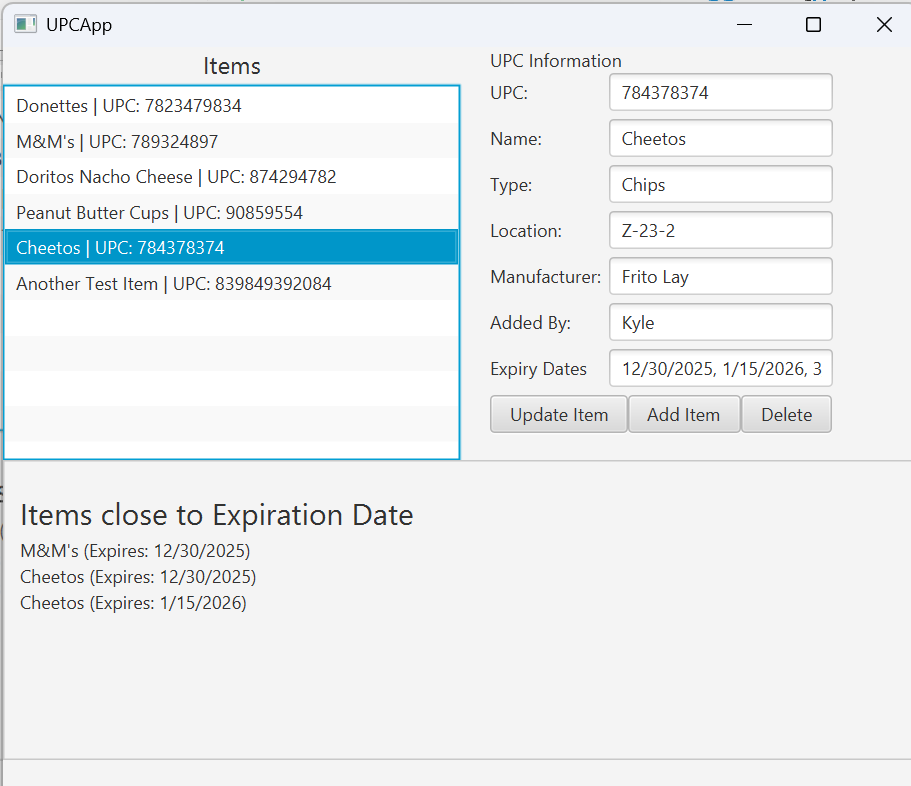 UPCApp
Items
Donettes | UPC: 7823479834
M&M's | UPC: 789324897
Doritos Nacho Cheese | UPC: 874294782
Peanut Butter Cups | UPC: 90859554
Cheetos | UPC: 784378374
Another Test Item | UPC: 839849392084
UPC Information
UPC: 784378374
Name: Cheetos
Type: Chips
Location: Z-23-2
Manufacturer: Frito Lay
Added By: Kyle
Expiry Dates 12/30/2025, 1/15/2026, 3
Update Item Add Item Delete
Items close to Expiration Date
M&M's (Expires: 12/30/2025)
Cheetos (Expires: 12/30/2025)
Cheetos (Expires: 1/15/2026)